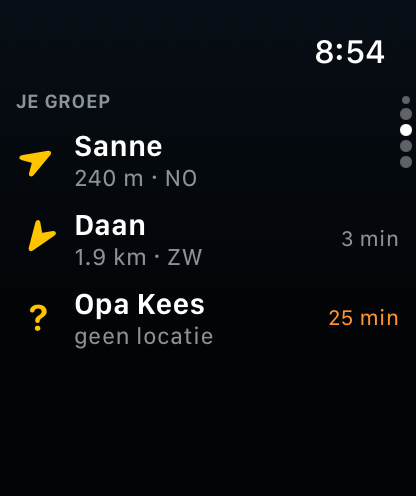 8:54
JE GROEP
Sanne
240 m · NO
Daan
1.9 km · ZW
3 min
?
Opa Kees
geen locatie
25 min